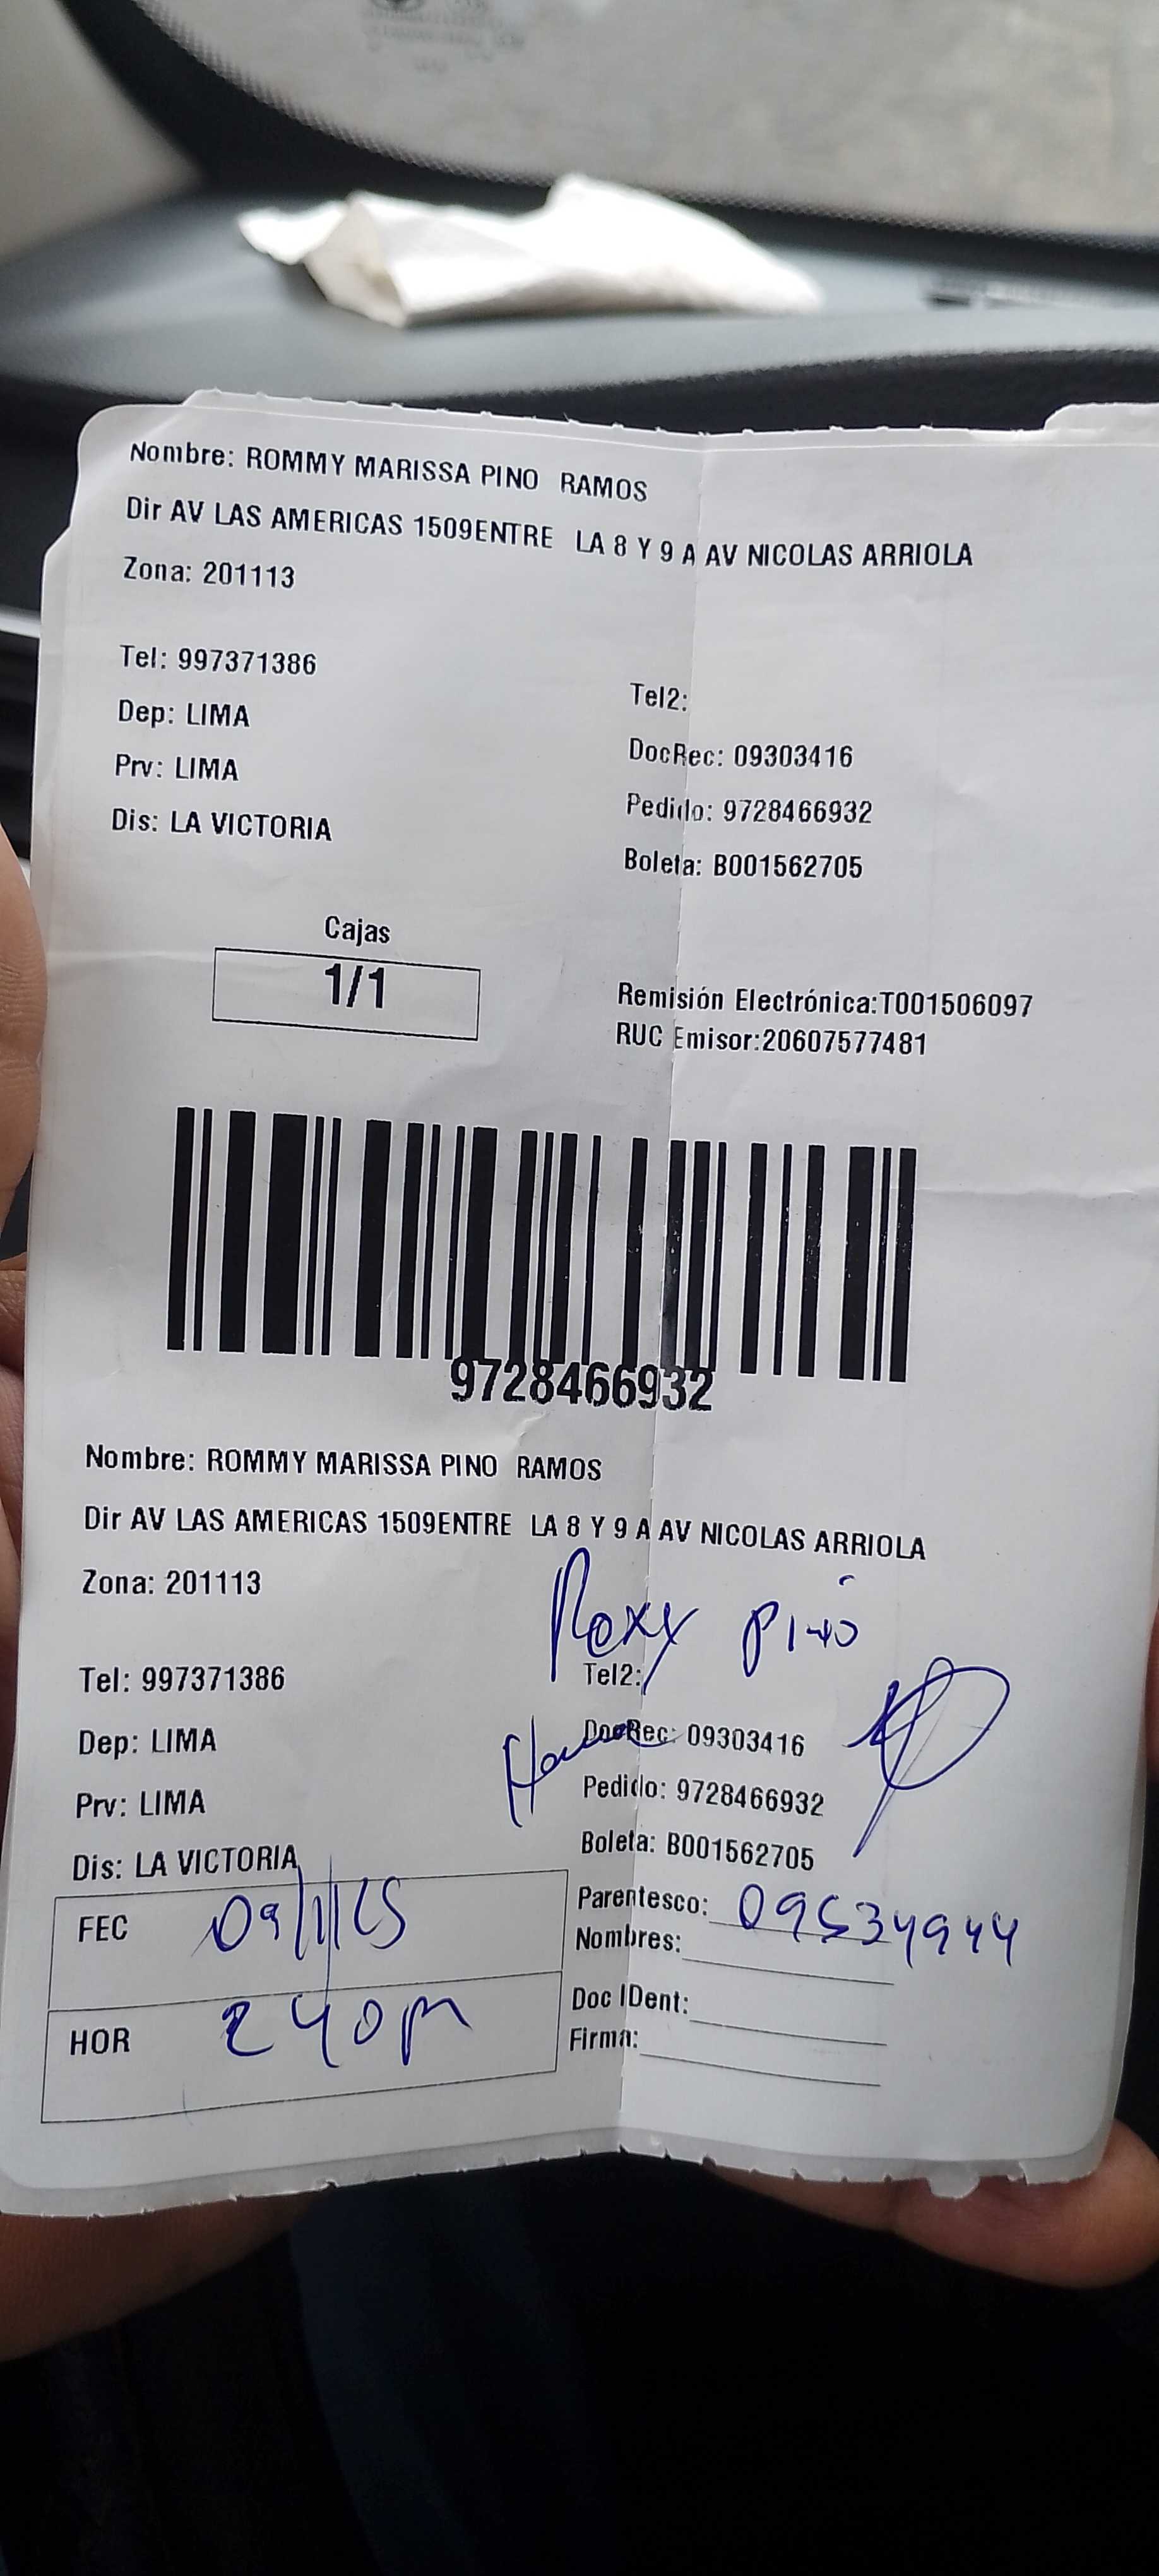 Nombre: ROMMY MARISSA PINO RAMOS
Dir AV LAS AMERICAS 1509ENTRE LA 8 Y 9 A AV NICOLAS ARRIOLA
Zona: 201113
Tel: 997371386
Tel2:
Dep: LIMA
DocRec: 09303416
Prv: LIMA
Pedido: 9728466932
Dis: LA VICTORIA
Boleta: B001562705
Cajas
1/1
Remisión Electrónica:T001506097
RUC Emisor:20607577481
9728466932
Nombre: ROMMY MARISSA PINO RAMOS
Dir AV LAS AMERICAS 1509ENTRE LA 8 Y 9 A AV NICOLAS ARRIOLA
Zona: 201113
Roxy Pino
Tel: 997371386
Tel2:
Dep: LIMA
DocRec: 09303416
Prv: LIMA
Pedido: 9728466932
Dis: LA VICTORIA
Boleta: B001562705
FEC 09/11/25
Parentesco: 09534944
Nombres:
HOR 240pm
Doc IDent:
Firma: